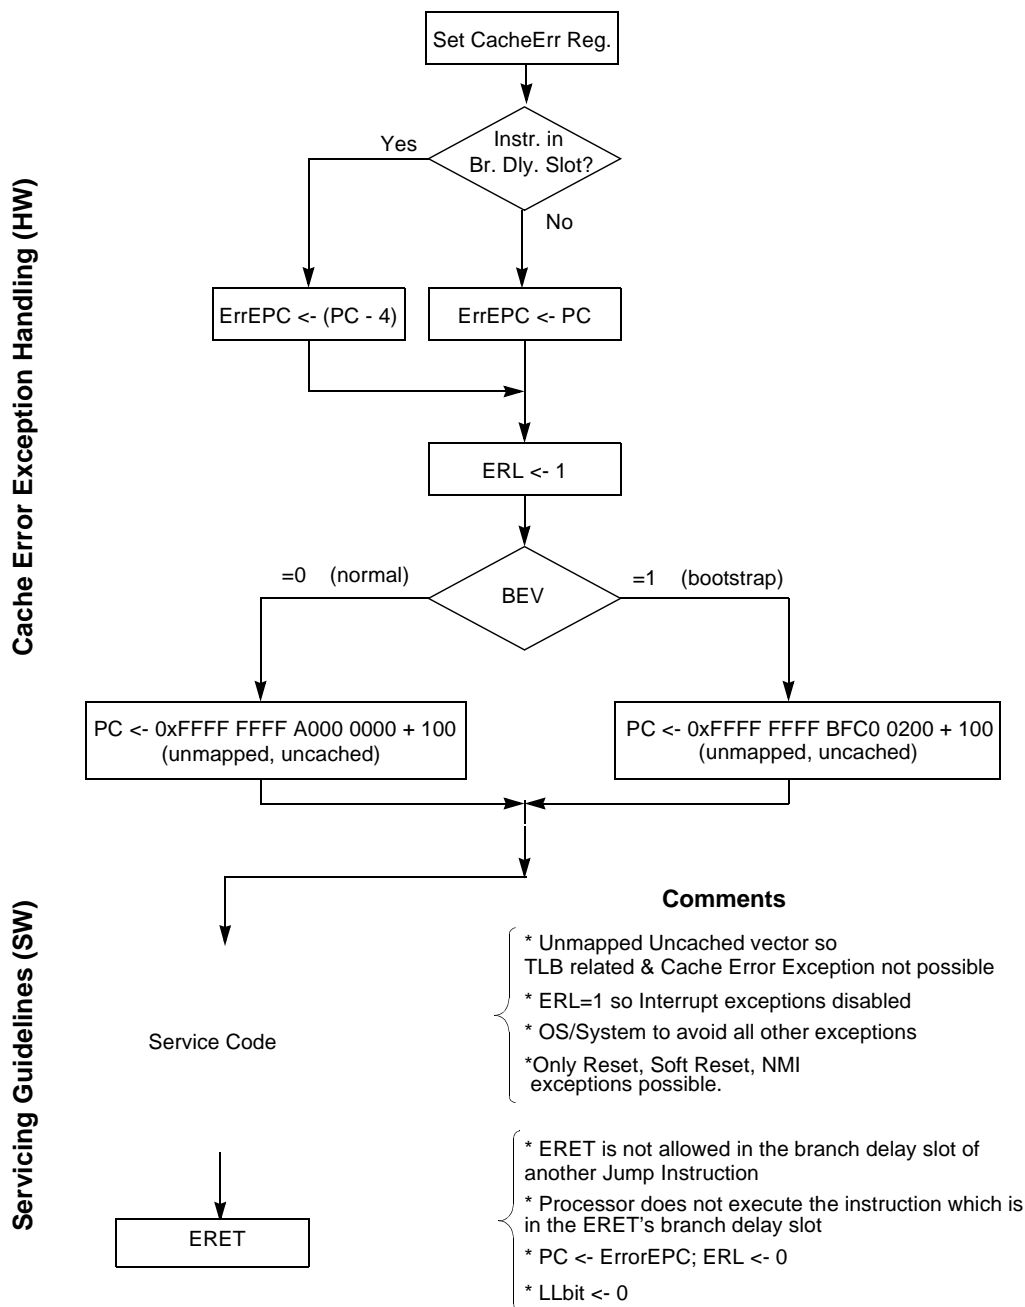 Set CacheErr Reg.
Instr. in
Br. Dly. Slot?
Yes
No
ErrEPC <- (PC - 4)
ErrEPC <- PC
ERL <- 1
BEV
=0 (normal)
=1 (bootstrap)
PC <- 0xFFFF FFFF A000 0000 + 100
(unmapped, uncached)
PC <- 0xFFFF FFFF BFC0 0200 + 100
(unmapped, uncached)
Cache Error Exception Handling (HW)
Servicing Guidelines (SW)
Comments
* Unmapped Uncached vector so
TLB related & Cache Error Exception not possible
* ERL=1 so Interrupt exceptions disabled
* OS/System to avoid all other exceptions
*Only Reset, Soft Reset, NMI
exceptions possible.
Service Code
* ERET is not allowed in the branch delay slot of
another Jump Instruction
* Processor does not execute the instruction which is
in the ERET's branch delay slot
* PC <- ErrorEPC; ERL <- 0
* LLbit <- 0
ERET